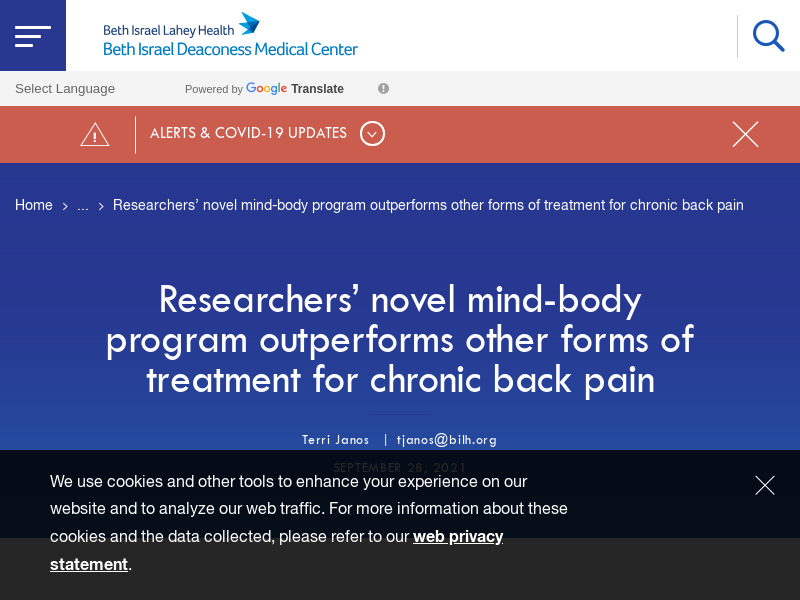 Beth Israel Lahey Health
Beth Israel Deaconess Medical Center
Select Language
Powered by Google Translate
ALERTS & COVID-19 UPDATES
Home > ... > Researchers’ novel mind-body program outperforms other forms of treatment for chronic back pain
Researchers’ novel mind-body
program outperforms other forms of
treatment for chronic back pain
Terri Janos | tjanos@bilh.org
SEPTEMBER 28, 2021
We use cookies and other tools to enhance your experience on our
website and to analyze our web traffic. For more information about these
cookies and the data collected, please refer to our web privacy
statement.